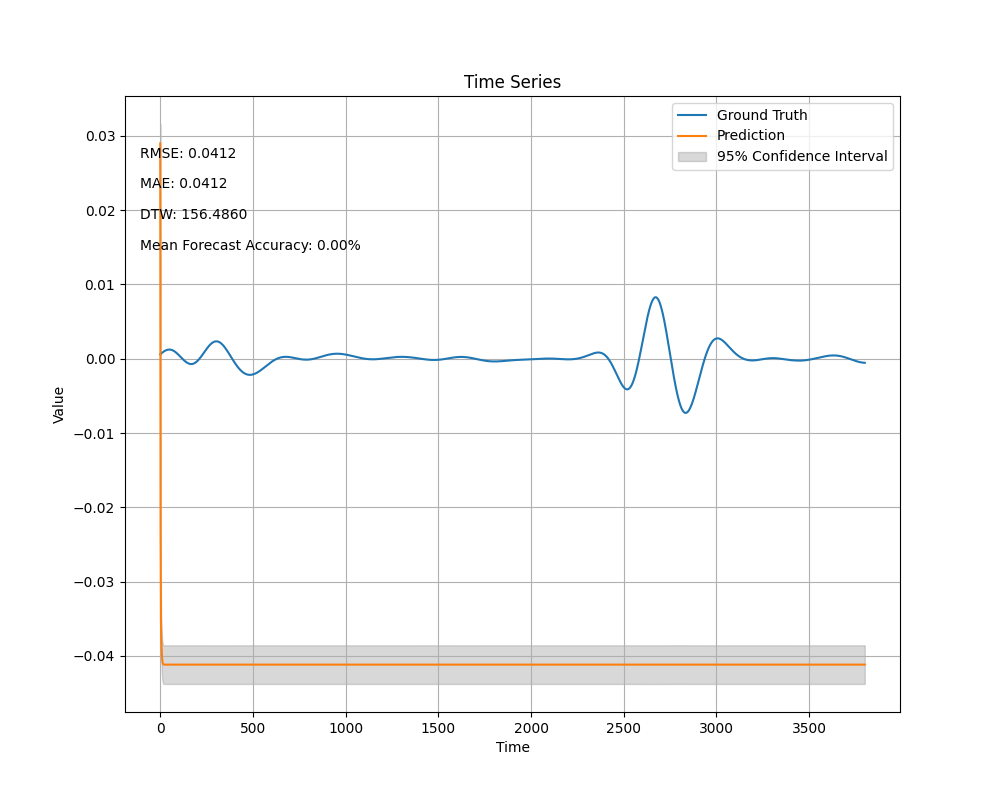 Time Series
Ground Truth
Prediction
95% Confidence Interval
RMSE: 0.0412
MAE: 0.0412
DTW: 156.4860
Mean Forecast Accuracy: 0.00%
Value
0.03
0.02
0.01
0.00
−0.01
−0.02
−0.03
−0.04
0 500 1000 1500 2000 2500 3000 3500
Time